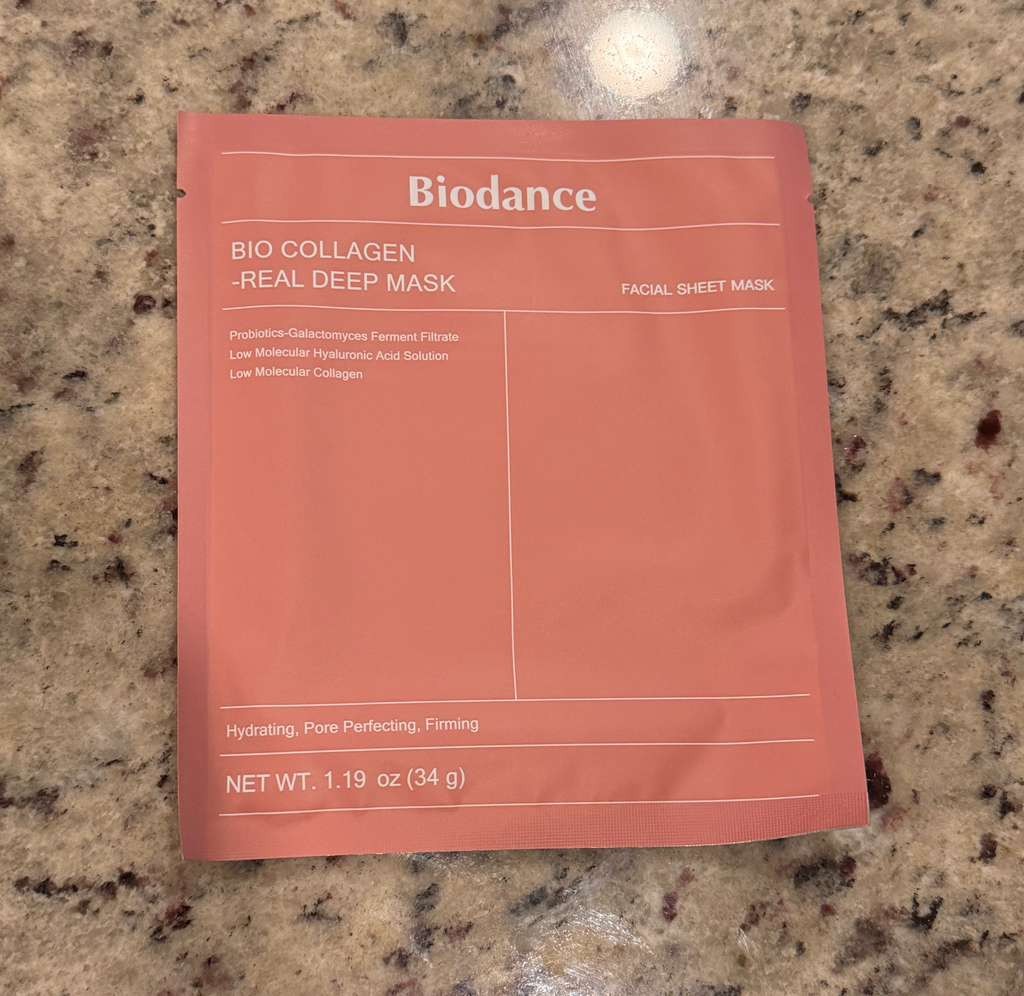 Biodance
BIO COLLAGEN
-REAL DEEP MASK
FACIAL SHEET MASK
Probiotics-Galactomyces Ferment Filtrate
Low Molecular Hyaluronic Acid Solution
Low Molecular Collagen
Hydrating, Pore Perfecting, Firming
NET WT. 1.19 oz (34 g)